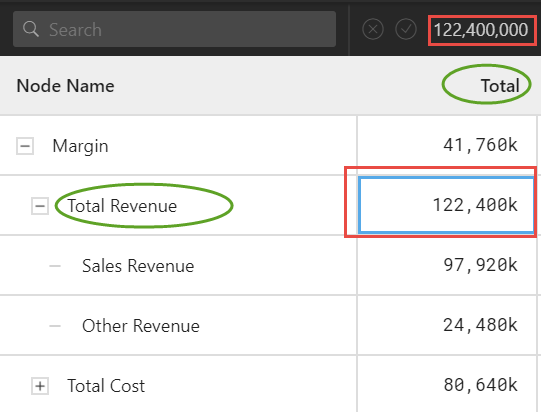 Search 122,400,000
Node Name Total
Margin 41,760k
Total Revenue 122,400k
Sales Revenue 97,920k
Other Revenue 24,480k
Total Cost 80,640k